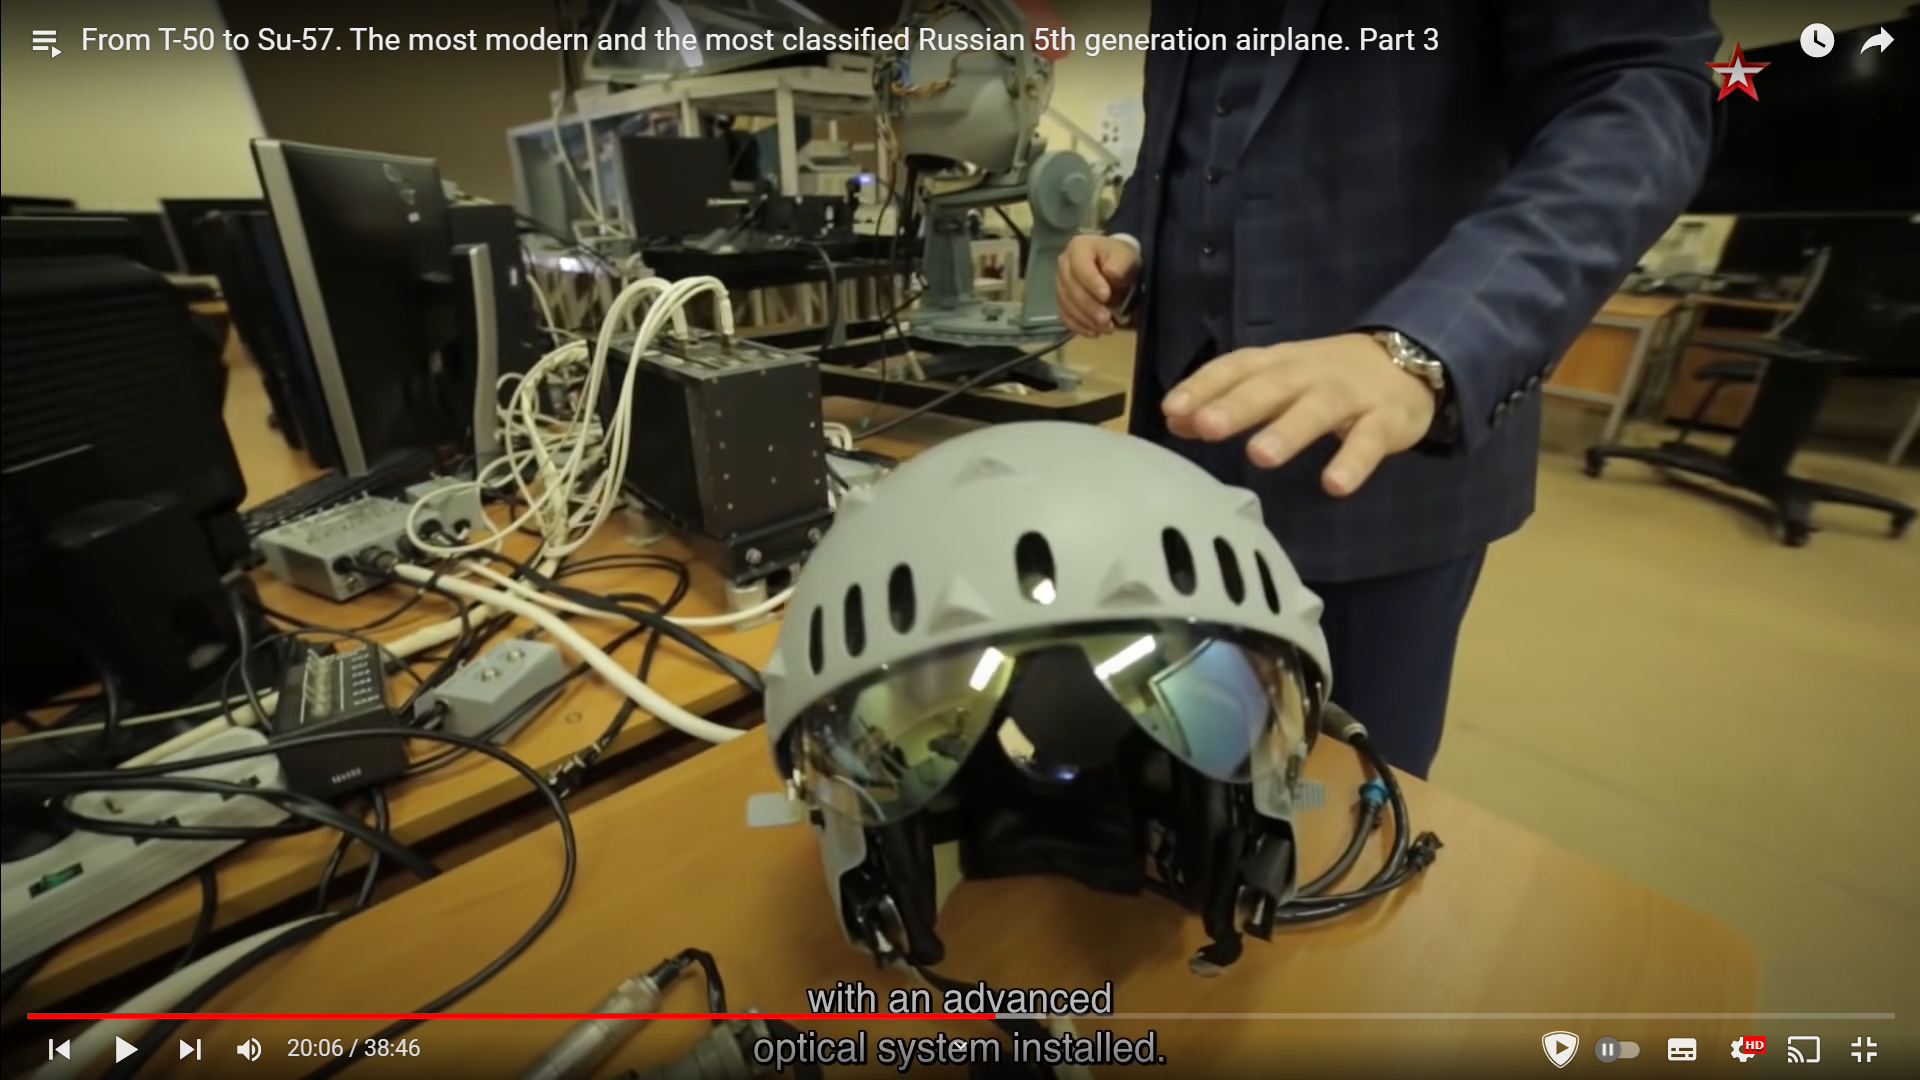 From T-50 to Su-57. The most modern and the most classified Russian 5th generation airplane. Part 3
with an advanced
optical system installed.
20:06 / 38:46
HD